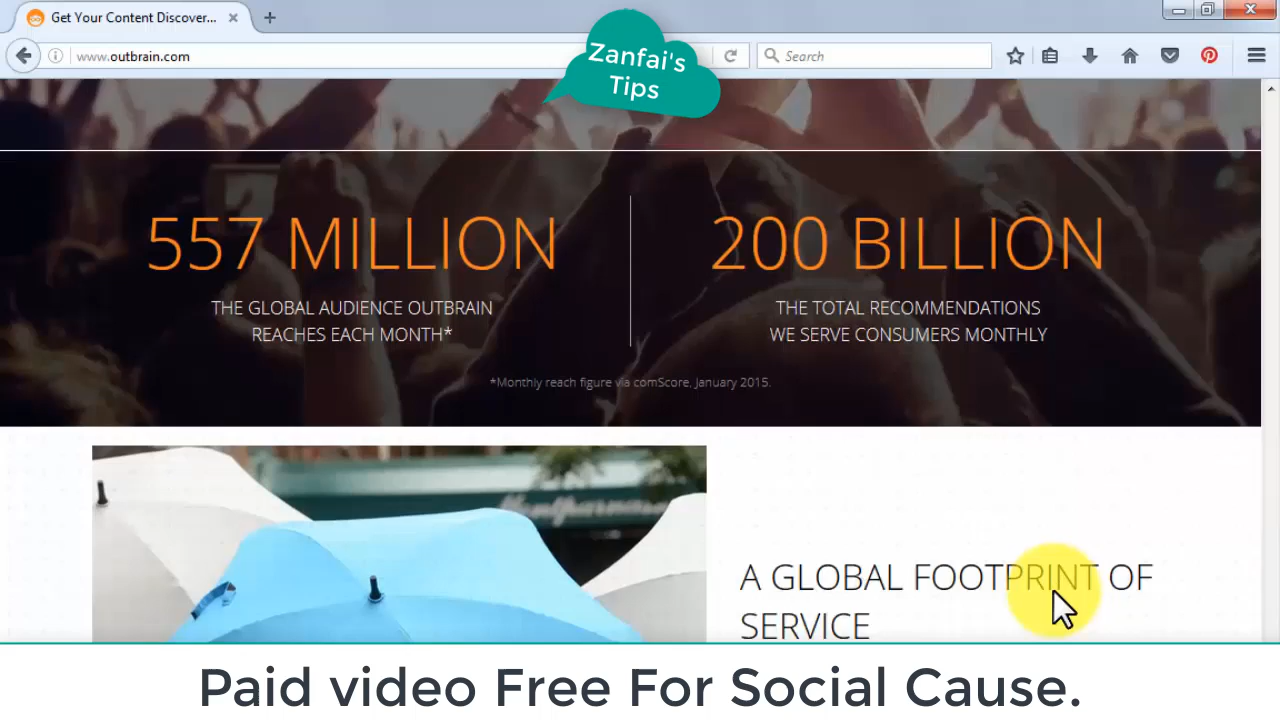 Get Your Content Discover...
www.outbrain.com
Search
Zanfai's
Tips
557 MILLION
THE GLOBAL AUDIENCE OUTBRAIN
REACHES EACH MONTH*
200 BILLION
THE TOTAL RECOMMENDATIONS
WE SERVE CONSUMERS MONTHLY
*Monthly reach figure via comScore, January 2015.
A GLOBAL FOOTPRINT OF
SERVICE
Paid video Free For Social Cause.